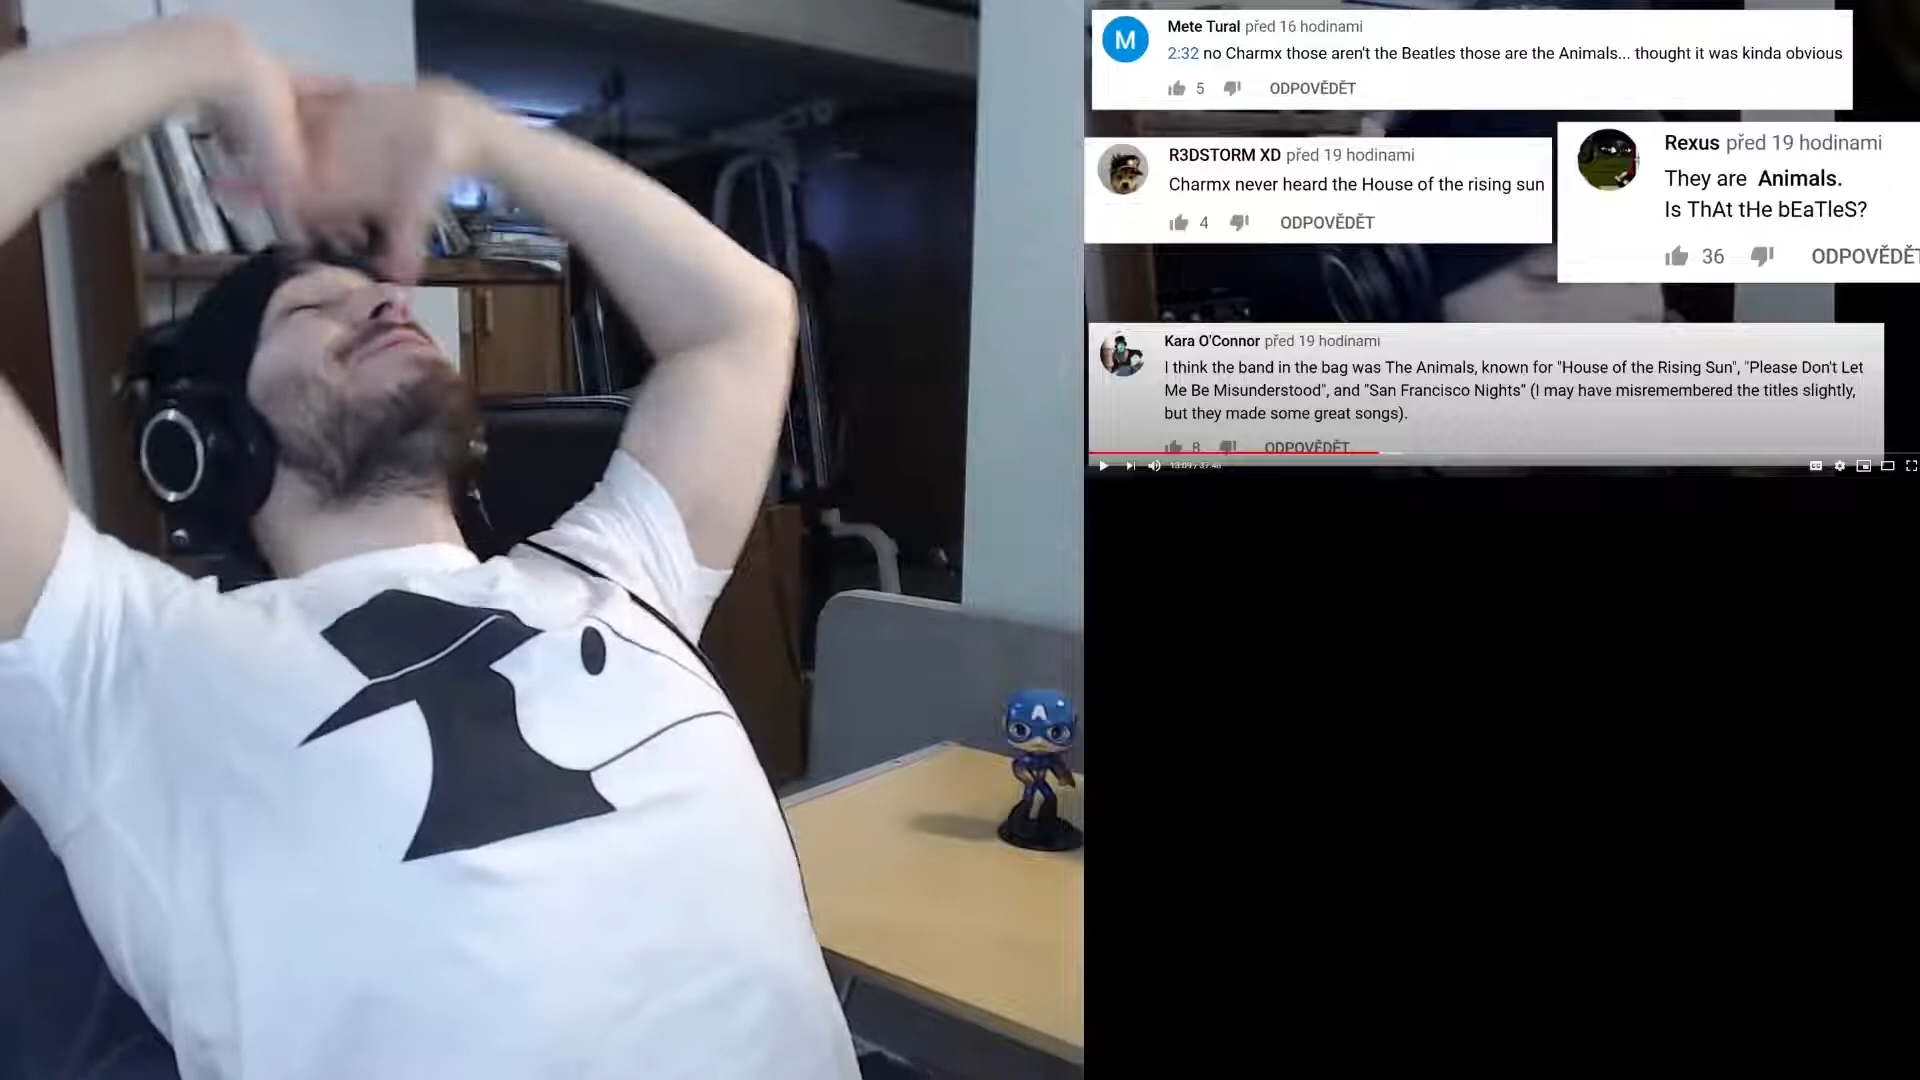 Mete Tural před 16 hodinami
2:32 no Charmx those aren't the Beatles those are the Animals... thought it was kinda obvious
5 ODPOVĚDĚT
R3DSTORM XD před 19 hodinami
Charmx never heard the House of the rising sun
4 ODPOVĚDĚT
Rexus před 19 hodinami
They are Animals.
Is ThAt tHe bEaTleS?
36 ODPOVĚDĚT
Kara O'Connor před 19 hodinami
I think the band in the bag was The Animals, known for "House of the Rising Sun", "Please Don't Let
Me Be Misunderstood", and "San Francisco Nights" (I may have misremembered the titles slightly,
but they made some great songs).
8 ODPOVĚDĚT
13:09 / 37:48
M
A